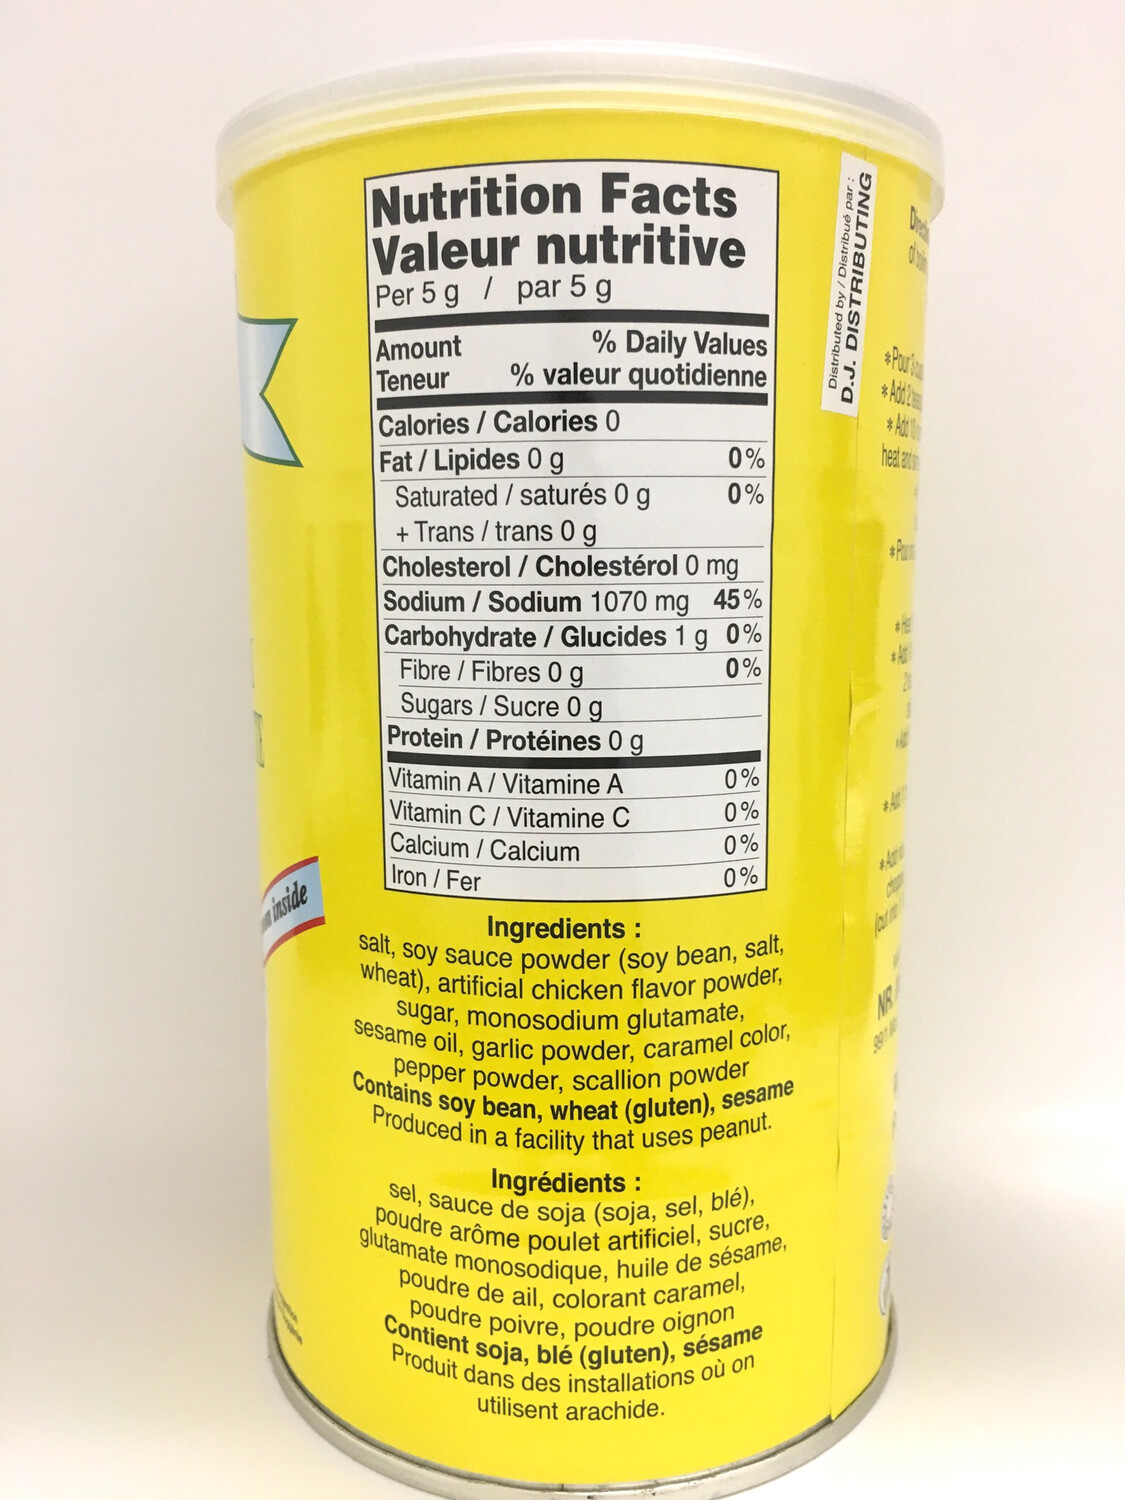 Nutrition Facts
Valeur nutritive
Per 5 g / par 5 g
Amount % Daily Values
Teneur % valeur quotidienne
Calories / Calories 0
Fat / Lipides 0 g 0%
Saturated / saturés 0 g 0%
+ Trans / trans 0 g
Cholesterol / Cholestérol 0 mg
Sodium / Sodium 1070 mg 45%
Carbohydrate / Glucides 1 g 0%
Fibre / Fibres 0 g 0%
Sugars / Sucre 0 g
Protein / Protéines 0 g
Vitamin A / Vitamine A 0%
Vitamin C / Vitamine C 0%
Calcium / Calcium 0%
Iron / Fer 0%
Ingredients :
salt, soy sauce powder (soy bean, salt,
wheat), artificial chicken flavor powder,
sugar, monosodium glutamate,
sesame oil, garlic powder, caramel color,
pepper powder, scallion powder
Contains soy bean, wheat (gluten), sesame
Produced in a facility that uses peanut.
Ingrédients :
sel, sauce de soja (soja, sel, blé),
poudre arôme poulet artificiel, sucre,
glutamate monosodique, huile de sésame,
poudre de ail, colorant caramel,
poudre poivre, poudre oignon
Contient soja, blé (gluten), sésame
Produit dans des installations où on
utilisent arachide.
inside
Distributed by / Distribué par :
D.J. DISTRIBUTING
*Pour 3
*Add 2
* Add
heat and